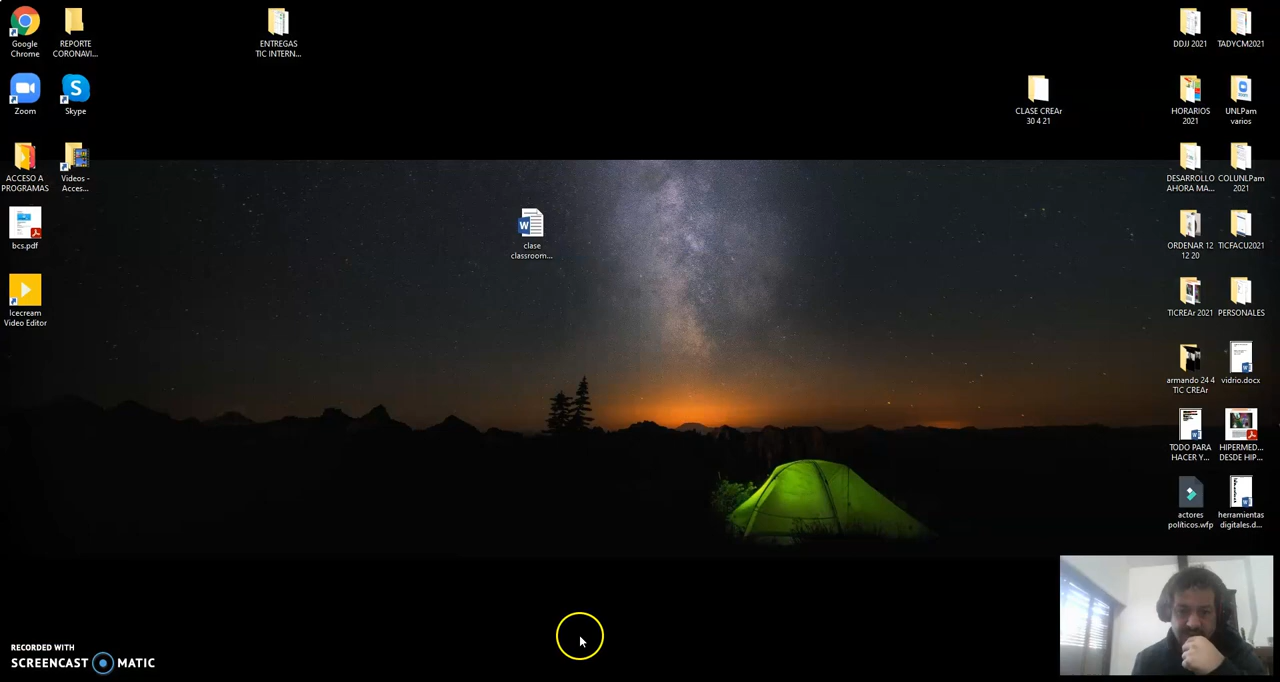 Google
Chrome
REPORTE
CORONAVI...
ENTREGAS
TIC INTERN...
DDJJ 2021
TADYCM2021
Zoom
Skype
CLASE CREAr
30 4 21
HORARIOS
2021
UNLPam
varios
ACCESO A
PROGRAMAS
Videos -
Acces...
DESARROLLO
AHORA MA...
COLUNLPam
2021
bcs.pdf
clase
classroom...
ORDENAR 12
12 20
TICFACU2021
Icecream
Video Editor
TICREAr 2021
PERSONALES
armando 24 4
TIC CREAr
vidrio.docx
TODO PARA
HACER Y...
HIPERMED...
DESDE HIP...
actores
políticos.wfp
herramientas
digitales.d...
RECORDED WITH
SCREENCAST MATIC